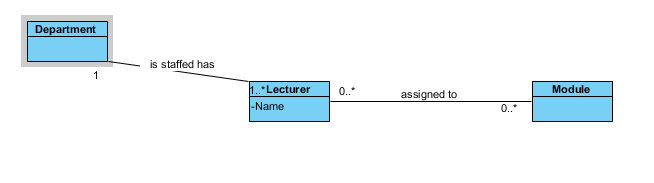 Department
is staffed has
1
1..*Lecturer
0..*
-Name
assigned to
0..*
Module